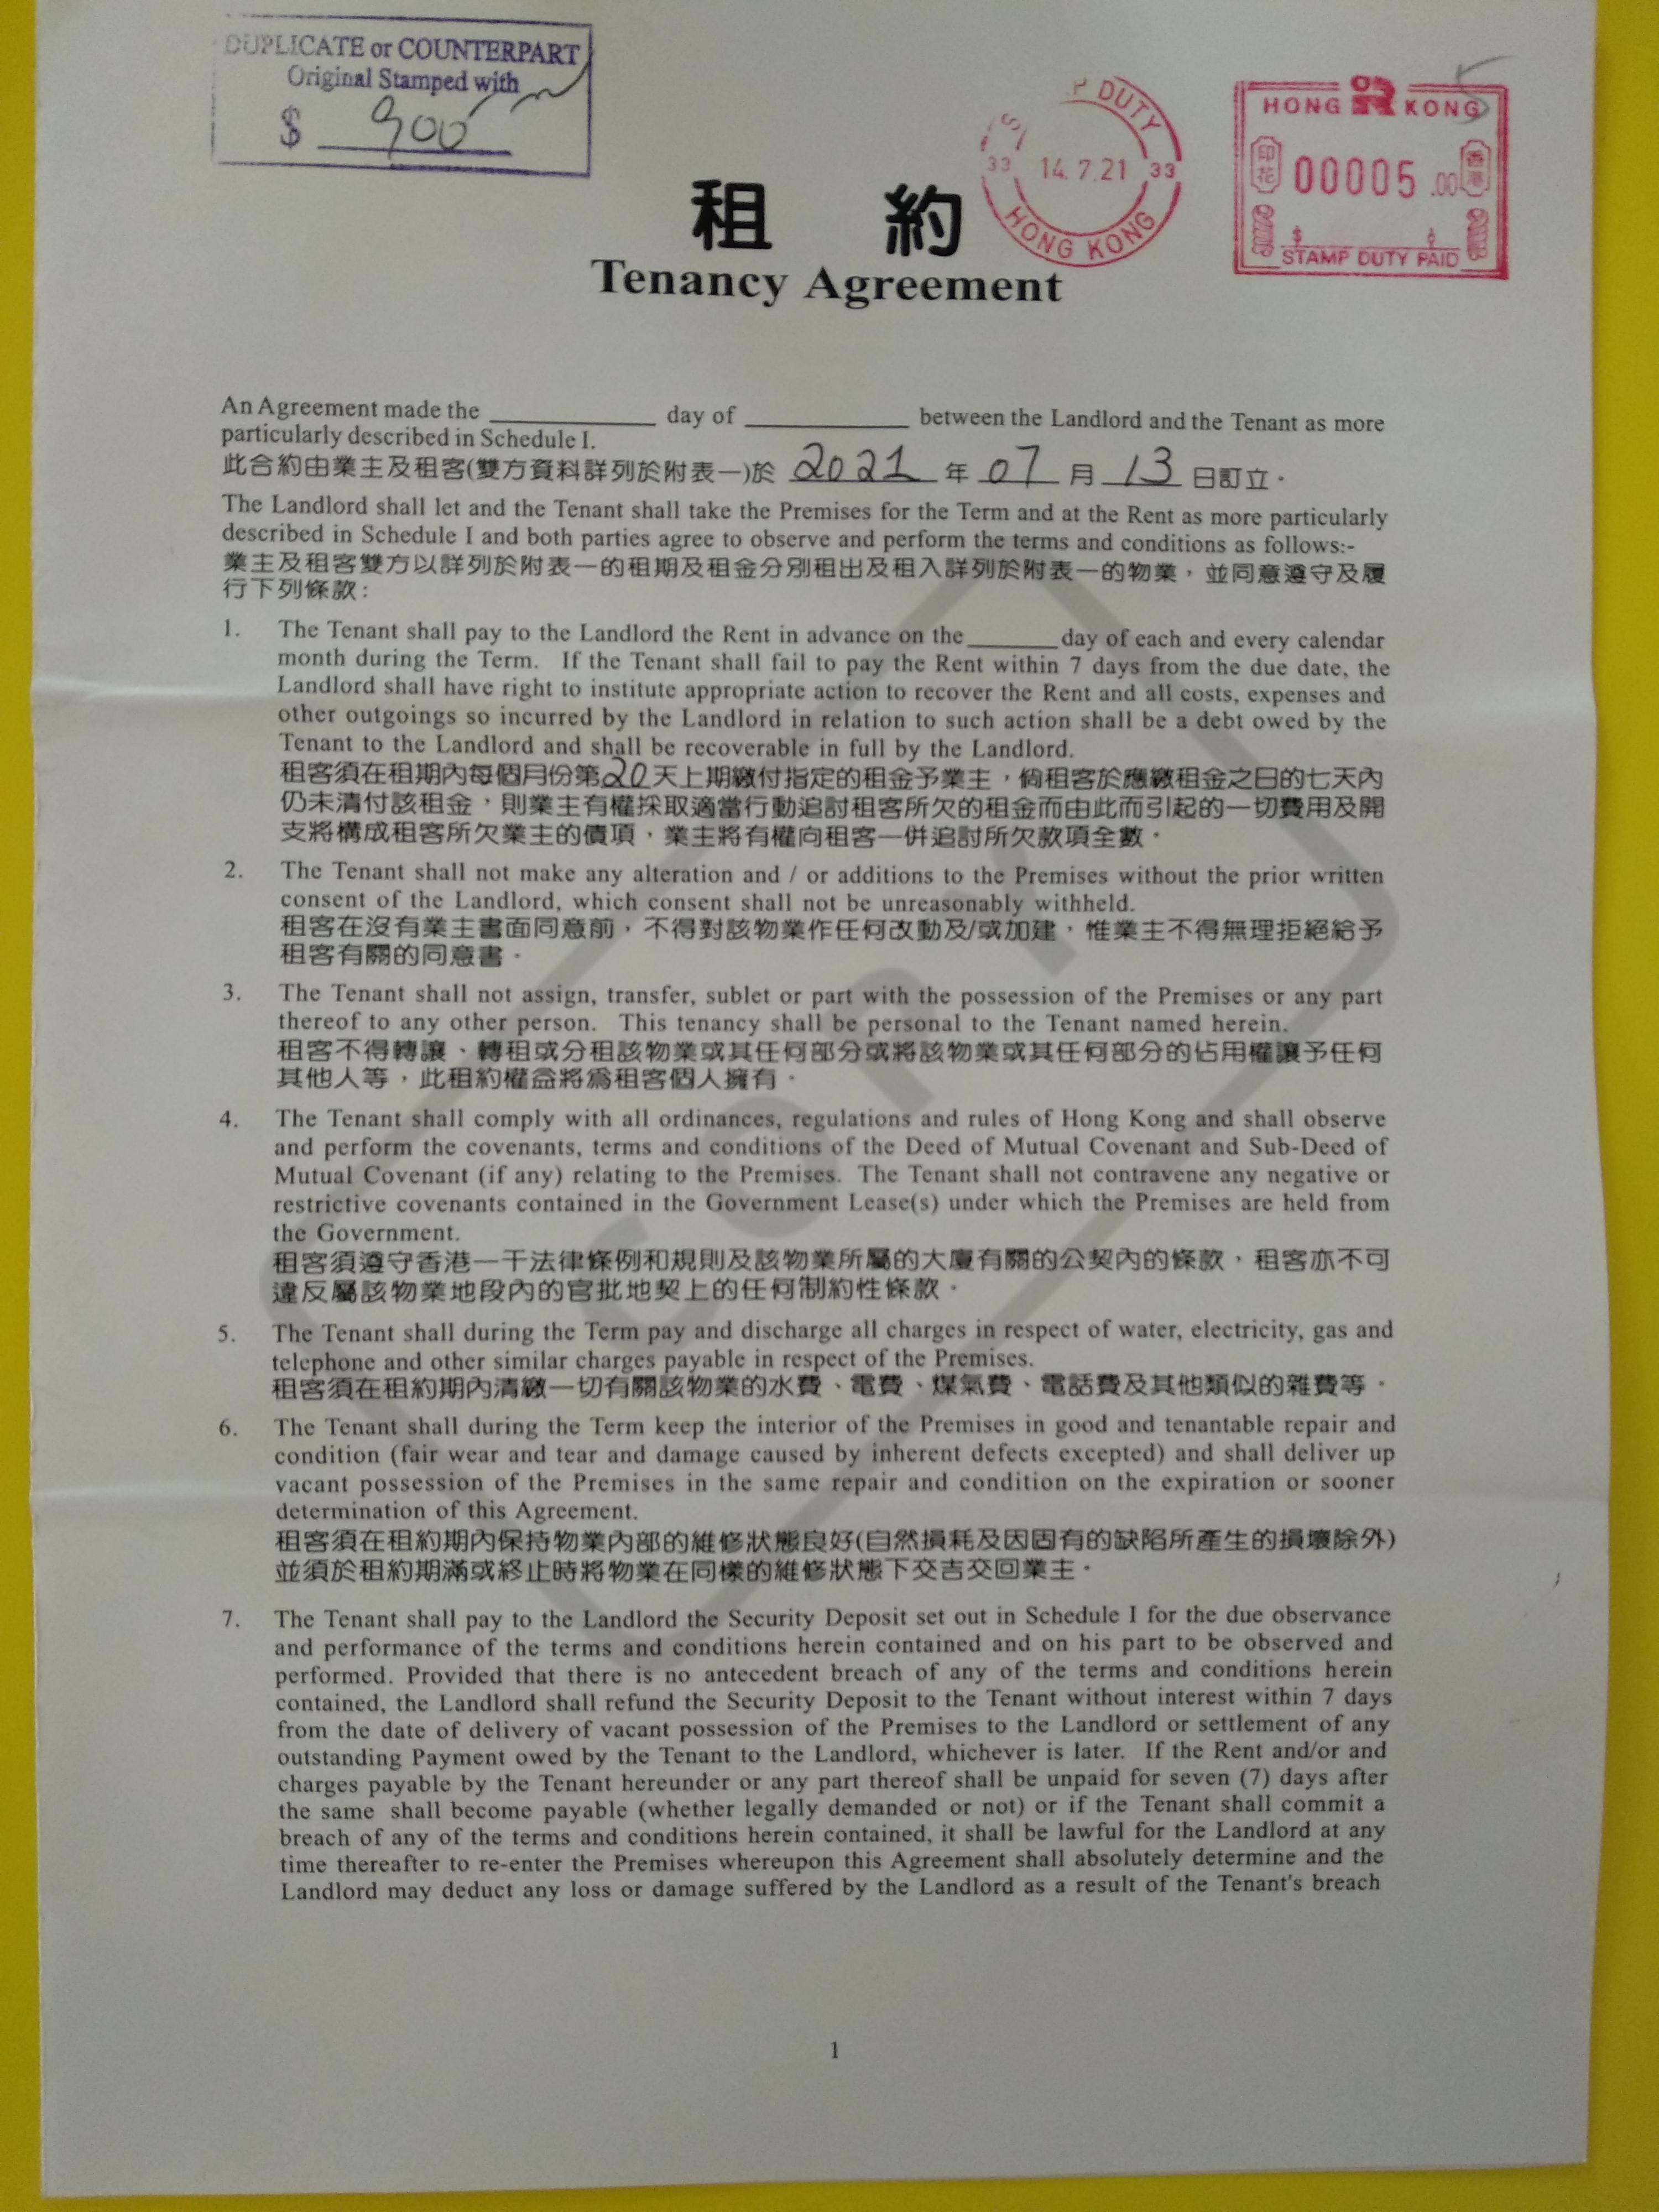 DUPLICATE or COUNTERPART
Original Stamped with
$ 900
P DUTY
33 14.7.21 33
HONG KONG
HONG KONG
印花 00005.00 香港
$ ¢
STAMP DUTY PAID
5
租 約
Tenancy Agreement
An Agreement made the ____________ day of ____________ between the Landlord and the Tenant as more
particularly described in Schedule I.
此合約由業主及租客(雙方資料詳列於附表一)於 2021 年 07 月 13 日訂立。
The Landlord shall let and the Tenant shall take the Premises for the Term and at the Rent as more particularly
described in Schedule I and both parties agree to observe and perform the terms and conditions as follows:-
業主及租客雙方以詳列於附表一的租期及租金分別租出及租入詳列於附表一的物業，並同意遵守及履
行下列條款：
1. The Tenant shall pay to the Landlord the Rent in advance on the ______ day of each and every calendar
month during the Term. If the Tenant shall fail to pay the Rent within 7 days from the due date, the
Landlord shall have right to institute appropriate action to recover the Rent and all costs, expenses and
other outgoings so incurred by the Landlord in relation to such action shall be a debt owed by the
Tenant to the Landlord and shall be recoverable in full by the Landlord.
租客須在租期內每個月份第20天上期繳付指定的租金予業主，倘租客於應繳租金之日的七天內
仍未清付該租金，則業主有權採取適當行動追討租客所欠的租金而由此而引起的一切費用及開
支將構成租客所欠業主的債項，業主將有權向租客一併追討所欠款項全數。
2. The Tenant shall not make any alteration and / or additions to the Premises without the prior written
consent of the Landlord, which consent shall not be unreasonably withheld.
租客在沒有業主書面同意前，不得對該物業作任何改動及/或加建，惟業主不得無理拒絕給予
租客有關的同意書。
3. The Tenant shall not assign, transfer, sublet or part with the possession of the Premises or any part
thereof to any other person. This tenancy shall be personal to the Tenant named herein.
租客不得轉讓、轉租或分租該物業或其任何部分或將該物業或其任何部分的佔用權讓予任何
其他人等，此租約權益將為租客個人擁有。
4. The Tenant shall comply with all ordinances, regulations and rules of Hong Kong and shall observe
and perform the covenants, terms and conditions of the Deed of Mutual Covenant and Sub-Deed of
Mutual Covenant (if any) relating to the Premises. The Tenant shall not contravene any negative or
restrictive covenants contained in the Government Lease(s) under which the Premises are held from
the Government.
租客須遵守香港一干法律條例和規則及該物業所屬的大廈有關的公契內的條款，租客亦不可
違反屬該物業地段內的官批地契上的任何制約性條款。
5. The Tenant shall during the Term pay and discharge all charges in respect of water, electricity, gas and
telephone and other similar charges payable in respect of the Premises.
租客須在租約期內清繳一切有關該物業的水費、電費、煤氣費、電話費及其他類似的雜費等。
6. The Tenant shall during the Term keep the interior of the Premises in good and tenantable repair and
condition (fair wear and tear and damage caused by inherent defects excepted) and shall deliver up
vacant possession of the Premises in the same repair and condition on the expiration or sooner
determination of this Agreement.
租客須在租約期內保持物業內部的維修狀態良好(自然損耗及因固有的缺陷所產生的損壞除外)
並須於租約期滿或終止時將物業在同樣的維修狀態下交吉交回業主。
7. The Tenant shall pay to the Landlord the Security Deposit set out in Schedule I for the due observance
and performance of the terms and conditions herein contained and on his part to be observed and
performed. Provided that there is no antecedent breach of any of the terms and conditions herein
contained, the Landlord shall refund the Security Deposit to the Tenant without interest within 7 days
from the date of delivery of vacant possession of the Premises to the Landlord or settlement of any
outstanding Payment owed by the Tenant to the Landlord, whichever is later. If the Rent and/or and
charges payable by the Tenant hereunder or any part thereof shall be unpaid for seven (7) days after
the same shall become payable (whether legally demanded or not) or if the Tenant shall commit a
breach of any of the terms and conditions herein contained, it shall be lawful for the Landlord at any
time thereafter to re-enter the Premises whereupon this Agreement shall absolutely determine and the
Landlord may deduct any loss or damage suffered by the Landlord as a result of the Tenant's breach
COPY
1